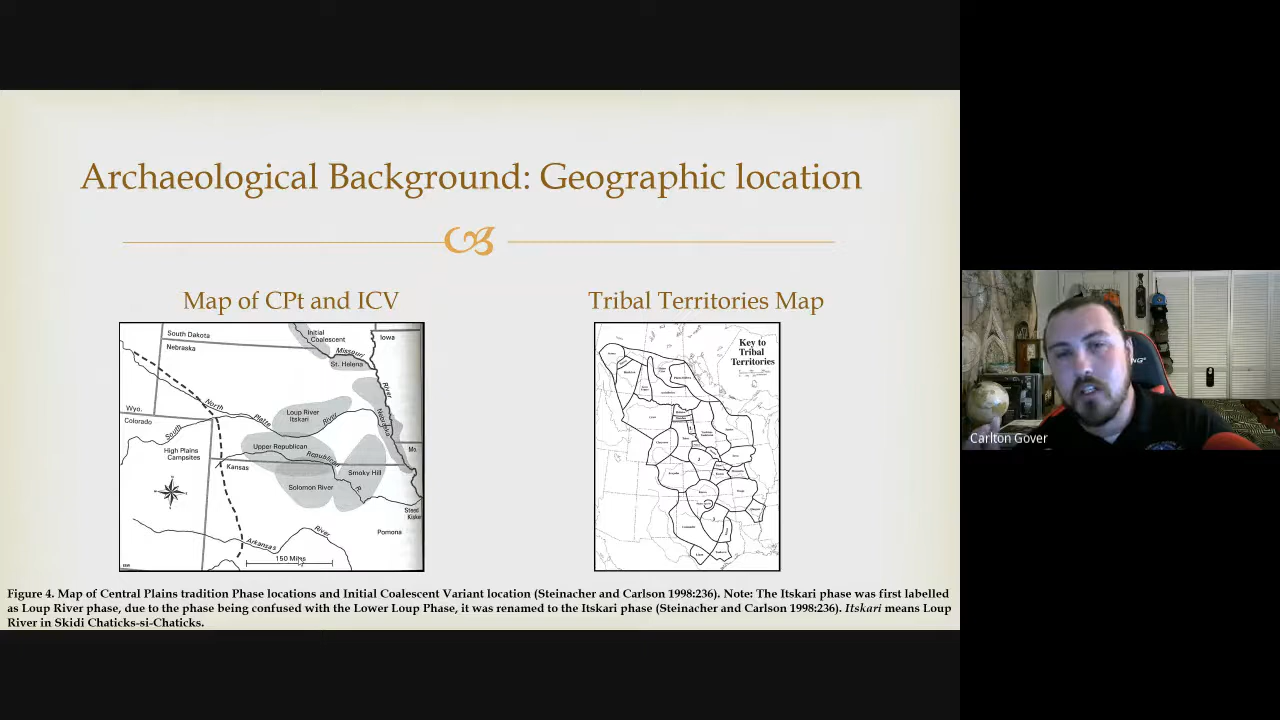 Archaeological Background: Geographic location
Map of CPt and ICV
Tribal Territories Map
South Dakota
Nebraska
Initial
Coalescent
Iowa
Missouri
St. Helena
River
Nebraska
Wyo.
Colorado
North
Platte
River
Loup River
Itskari
South
High Plains
Campsites
Upper Republican
Republican
R.
Kansas
Smoky Hill
Solomon River
Mo.
Steed
Kisker
Pomona
Arkansas
River
150 Miles
Key to
Tribal
Territories
Figure 4. Map of Central Plains tradition Phase locations and Initial Coalescent Variant location (Steinacher and Carlson 1998:236). Note: The Itskari phase was first labelled
as Loup River phase, due to the phase being confused with the Lower Loup Phase, it was renamed to the Itskari phase (Steinacher and Carlson 1998:236). Itskari means Loup
River in Skidi Chaticks-si-Chaticks.
Carlton Gover